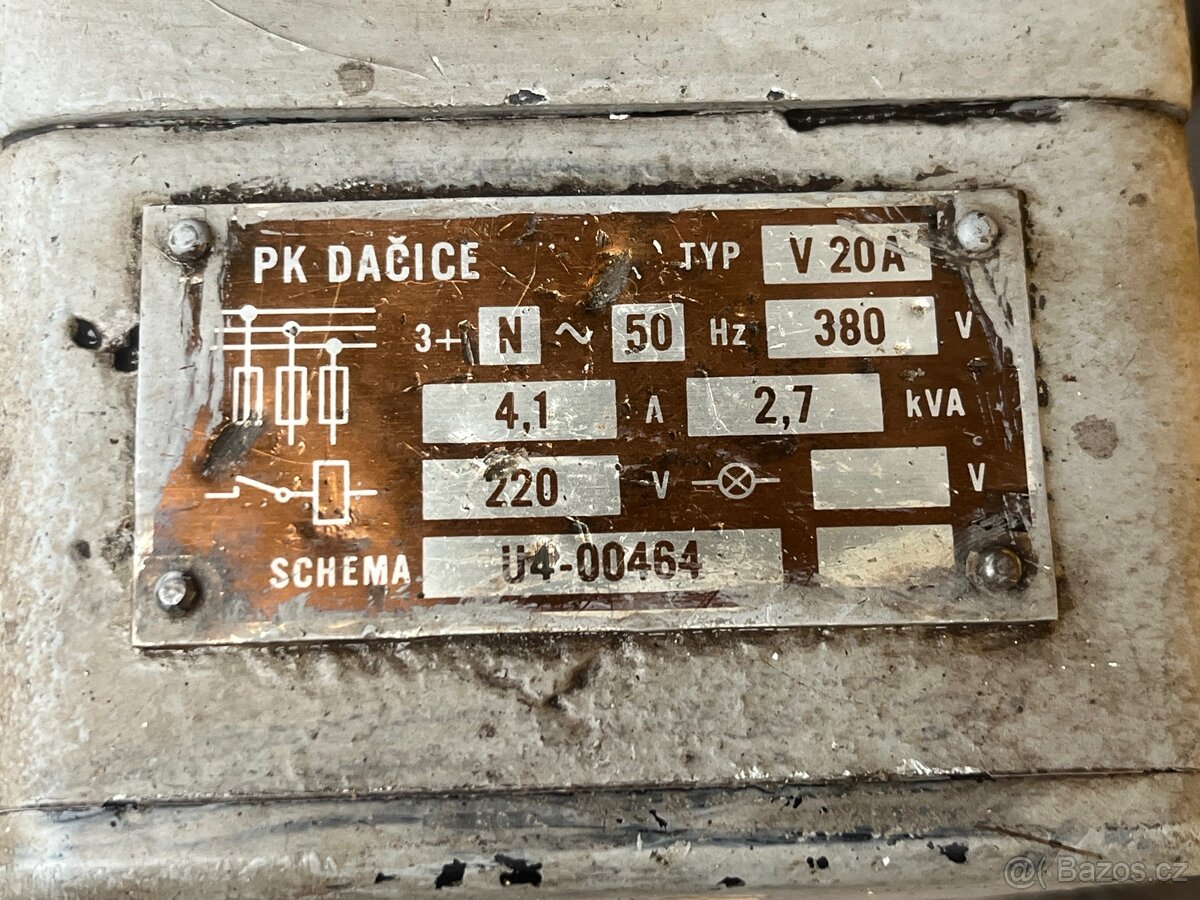 PK DAČICE TYP V 20A
3+ N ~ 50 Hz 380 V
4,1 A 2,7 kVA
220 V V
SCHEMA U4-00464
@( Bazos.cz